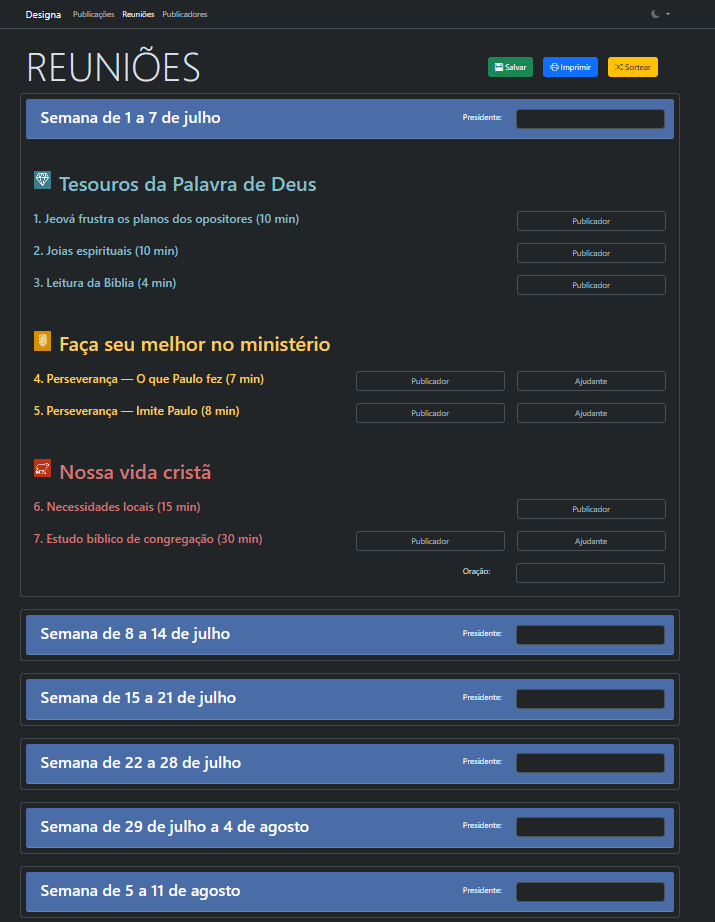 Designa Publicações Reuniões Publicadores
REUNIÕES
Salvar Imprimir Sortear
Semana de 1 a 7 de julho Presidente:
Tesouros da Palavra de Deus
1. Jeová frustra os planos dos opositores (10 min) Publicador
2. Joias espirituais (10 min) Publicador
3. Leitura da Bíblia (4 min) Publicador
Faça seu melhor no ministério
4. Perseverança — O que Paulo fez (7 min) Publicador Ajudante
5. Perseverança — Imite Paulo (8 min) Publicador Ajudante
Nossa vida cristã
6. Necessidades locais (15 min) Publicador
7. Estudo bíblico de congregação (30 min) Publicador Ajudante
Oração:
Semana de 8 a 14 de julho Presidente:
Semana de 15 a 21 de julho Presidente:
Semana de 22 a 28 de julho Presidente:
Semana de 29 de julho a 4 de agosto Presidente:
Semana de 5 a 11 de agosto Presidente: